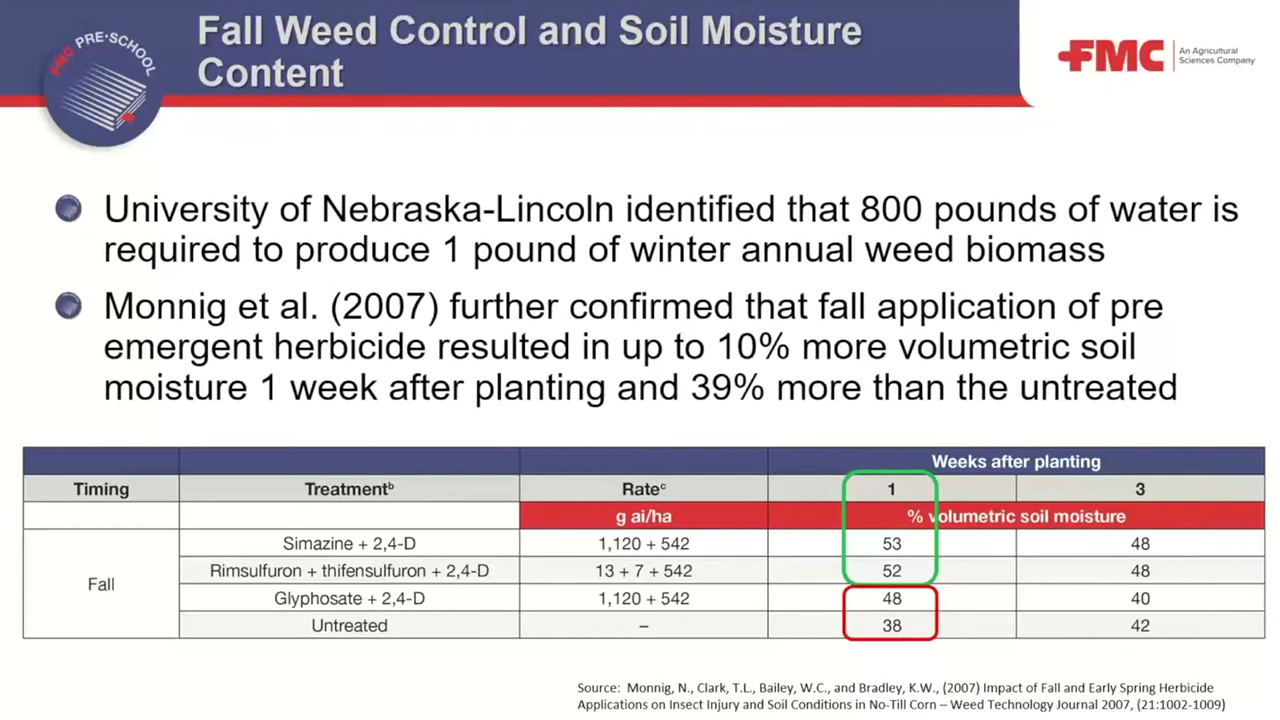 Fall Weed Control and Soil Moisture
Content
FMC PRE•SCHOOL
FMC
An Agricultural
Sciences Company
University of Nebraska-Lincoln identified that 800 pounds of water is
required to produce 1 pound of winter annual weed biomass
Monnig et al. (2007) further confirmed that fall application of pre
emergent herbicide resulted in up to 10% more volumetric soil
moisture 1 week after planting and 39% more than the untreated
Weeks after planting
Timing Treatmentᵇ Rateᶜ 1 3
g ai/ha % volumetric soil moisture
Simazine + 2,4-D 1,120 + 542 53 48
Rimsulfuron + thifensulfuron + 2,4-D 13 + 7 + 542 52 48
Fall
Glyphosate + 2,4-D 1,120 + 542 48 40
Untreated – 38 42
Source: Monnig, N., Clark, T.L., Bailey, W.C., and Bradley, K.W., (2007) Impact of Fall and Early Spring Herbicide
Applications on Insect Injury and Soil Conditions in No-Till Corn – Weed Technology Journal 2007, (21:1002-1009)